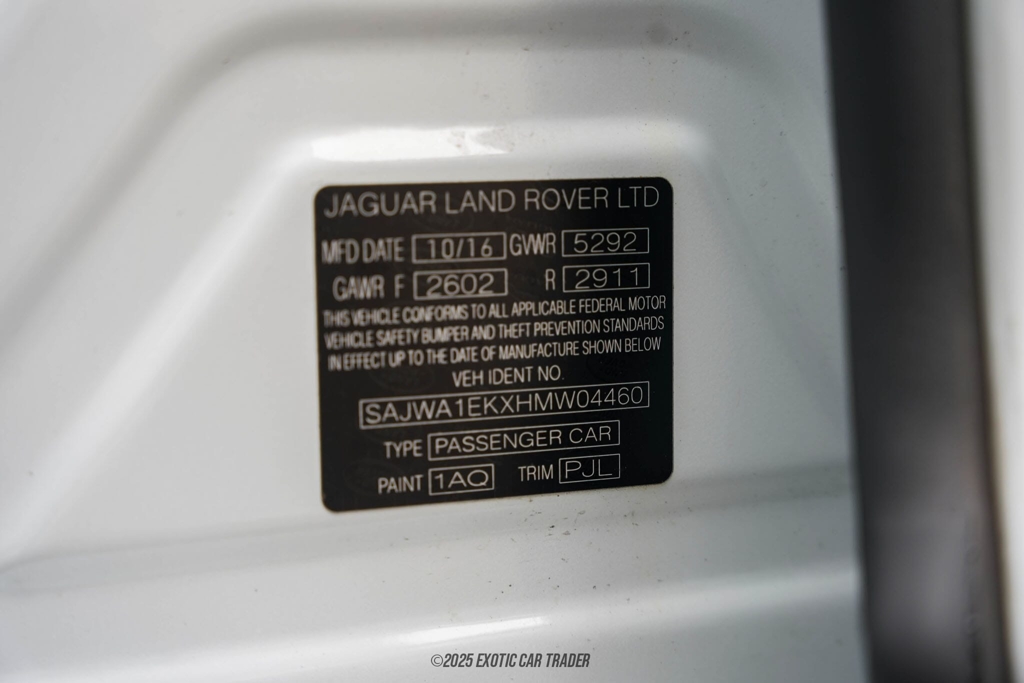 JAGUAR LAND ROVER LTD
MFD DATE 10/16 GWWR 5292
GAWR F 2602 R 2911
THIS VEHICLE CONFORMS TO ALL APPLICABLE FEDERAL MOTOR
VEHICLE SAFETY BUMPER AND THEFT PREVENTION STANDARDS
IN EFFECT UP TO THE DATE OF MANUFACTURE SHOWN BELOW
VEH IDENT NO.
SAJWA1EKXHMW04460
TYPE PASSENGER CAR
PAINT 1AQ TRIM PJL
©2025 EXOTIC CAR TRADER